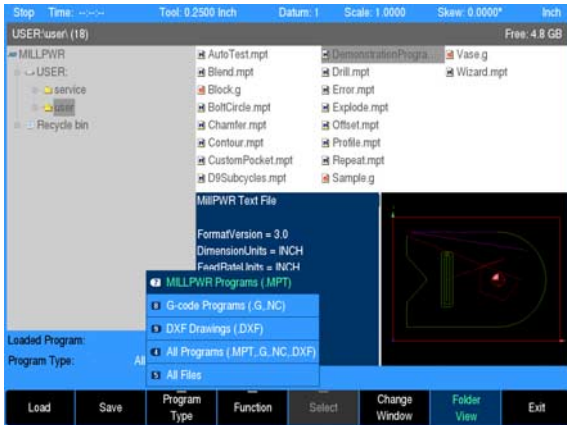 Stop Time: --:--:-- Tool: 0.2500 Inch Datum: 1 Scale: 1.0000 Skew: 0.0000° Inch
USER:\user\ (18) Free: 4.8 GB
MILLPWR
USER:
service
user
Recycle bin
AutoTest.mpt
Blend.mpt
Block.g
BoltCircle.mpt
Chamfer.mpt
Contour.mpt
CustomPocket.mpt
D9Subcycles.mpt
DemonstrationProgra...
Drill.mpt
Error.mpt
Explode.mpt
Offset.mpt
Profile.mpt
Repeat.mpt
Sample.g
Vase.g
Wizard.mpt
MillPWR Text File
FormatVersion = 3.0
DimensionUnits = INCH
FeedRateUnits = INCH
MILLPWR Programs (.MPT)
G-code Programs (.G,.NC)
DXF Drawings (.DXF)
All Programs (.MPT,.G,.NC,.DXF)
All Files
Loaded Program:
Program Type: All
Load Save Program Type Function Select Change Window Folder View Exit